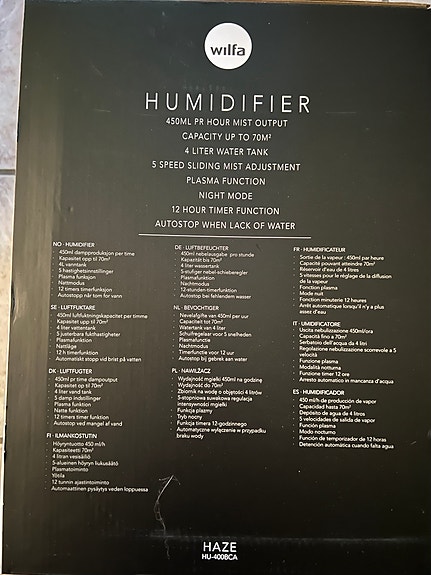 wilfa
HUMIDIFIER
450ML PR HOUR MIST OUTPUT
CAPACITY UP TO 70M²
4 LITER WATER TANK
5 SPEED SLIDING MIST ADJUSTMENT
PLASMA FUNCTION
NIGHT MODE
12 HOUR TIMER FUNCTION
AUTOSTOP WHEN LACK OF WATER
NO · HUMIDIFIER
450ml dampproduksjon per time
Kapasitet opp til 70m²
4L vanntank
5 hastighetsinnstillinger
Plasma funksjon
Nattmodus
12 timers timerfunksjon
Autostopp når tom for vann
SE · LUFTFUKTARE
450ml luftfuktningskapacitet per timme
Kapacitet upp til 70m²
4 liter vattentank
5 justerbara fukthastigheter
Plasmafunktion
Nattläge
12 h timerfunktion
Automatiskt stopp vid brist på vatten
DK · LUFTFUGTER
450ml pr time dampoutput
Kapasitet op til 70m²
4 liter vand tank
5 damp indstillinger
Plasma funktion
Natte funktion
12 timers timer funktion
Autostop ved mangel af vand
FI · ILMANKOSTUTIN
Höyryntuotto 450 ml/h
Kapasiteetti 70m²
4 litran vesisäiliö
5-alueinen höyryn liukusäätö
Plasmatoiminto
Yötila
12 tunnin ajastintoiminto
Automaattinen pysäytys veden loppuessa
DE · LUFTBEFEUCHTER
450ml nebelausgabe pro stunde
Kapazität bis 70m²
4 liter wassertank
5-stufiger nebel-schieberegler
Plasmafunktion
Nachtmodus
12-stunden-timerfunktion
Autostopp bei fehlendem wasser
NL · BEVOCHTIGER
Nevelafgifte van 450ml per uur
Capaciteit tot 70m²
Watertank van 4 liter
Schuifregelaar voor 5 snelheden
Plasmafunctie
Nachtmodus
Timerfunctie voor 12 uur
Autostop bij gebrek aan water
PL · NAWILŻACZ
Wydajność mgiełki 450ml na godzinę
Wydajność do 70m²
Zbiornik na wodę o objętości 4 litrów
5-stopniowa suwakowa regulacja
intensywności mgiełki
Funkcja plazmy
Tryb nocny
Funkcja timera 12-godzinnego
Automatyczne wyłączenie w przypadku
braku wody
FR · HUMIDIFICATEUR
Sortie de la vapeur : 450ml par heure
Capacité pouvant atteindre 70m²
Réservoir d'eau de 4 litres
5 vitesses pour le réglage de la diffusion
de la vapeur
Fonction plasma
Mode nuit
Fonction minuterie 12 heures
Arrêt automatique lorsqu'il n'y a plus
assez d'eau
IT · UMIDIFICATORE
Uscita nebulizzazione 450ml/ora
Capacità fino a 70m²
Serbatoio dell'acqua da 4 litri
Regolazione nebulizzazione scorrevole a 5
velocità
Funzione plasma
Modalità notturna
Funzione timer 12 ore
Arresto automatico in mancanza d'acqua
ES · HUMIDIFICADOR
450 ml/h de producción de vapor
Capacidad hasta 70m²
Depósito de agua de 4 litros
5 velocidades de salida de vapor
Función plasma
Modo nocturno
Función de temporizador de 12 horas
Detención automática cuando falta agua
HAZE
HU-400BCA